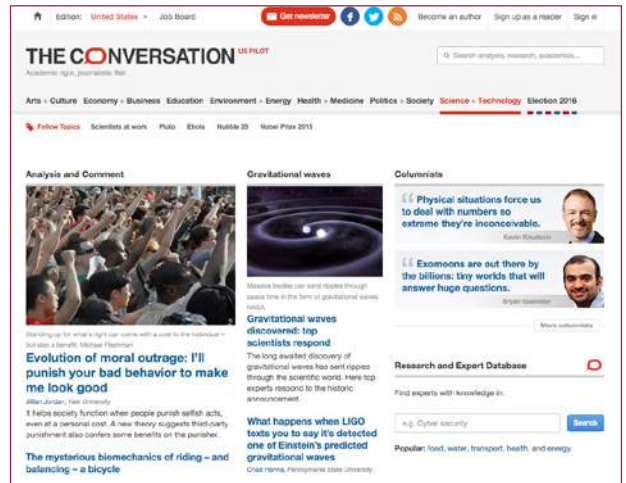 Edition: United States Job Board
Get newsletter
Become an author Sign up as a reader Sign in
THE CONVERSATION US PILOT
Academic rigor, journalistic flair
Search analysis, research, academics...
Arts + Culture Economy + Business Education Environment + Energy Health + Medicine Politics + Society Science + Technology Election 2016
Follow Topics Scientists at work Pluto Ebola Hubble 25 Nobel Prize 2015
Analysis and Comment
Standing up for what's right can come with a cost to the individual –
but also a benefit. Michael Fleshman
Evolution of moral outrage: I'll
punish your bad behavior to make
me look good
Jillian Jordan, Yale University
It helps society function when people punish selfish acts,
even at a personal cost. A new theory suggests third-party
punishment also confers some benefits on the punisher.
The mysterious biomechanics of riding – and
balancing – a bicycle
Gravitational waves
Massive bodies can send ripples through
space time in the form of gravitational waves
NASA
Gravitational waves
discovered: top
scientists respond
The long awaited discovery of
gravitational waves has sent ripples
through the scientific world. Here top
experts respond to the historic
announcement.
What happens when LIGO
texts you to say it's detected
one of Einstein's predicted
gravitational waves
Chad Hanna, Pennsylvania State University
Columnists
“ Physical situations force us
to deal with numbers so
extreme they're inconceivable.
Kevin Knudson
“ Exomoons are out there by
the billions: tiny worlds that will
answer huge questions.
More columnists
Research and Expert Database
Find experts with knowledge in:
e.g. Cyber security
Search
Popular: food, water, transport, health, and energy.